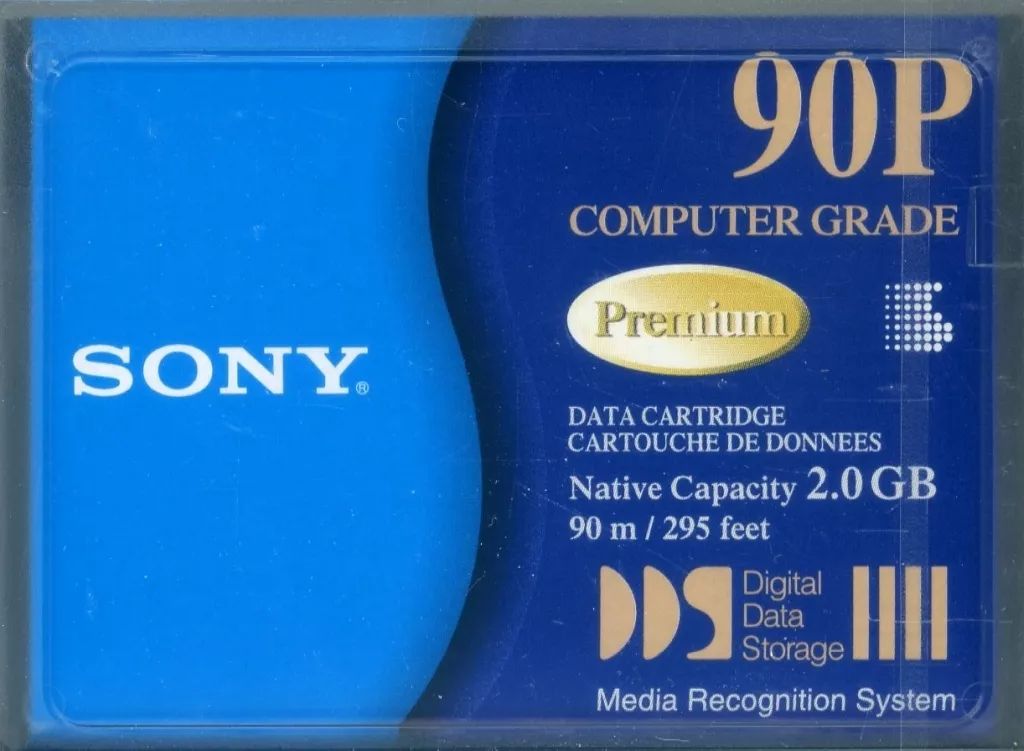 90P
COMPUTER GRADE
Premium
SONY®
DATA CARTRIDGE
CARTOUCHE DE DONNEES
Native Capacity 2.0 GB
90 m / 295 feet
DDS Digital
Data
Storage
Media Recognition System